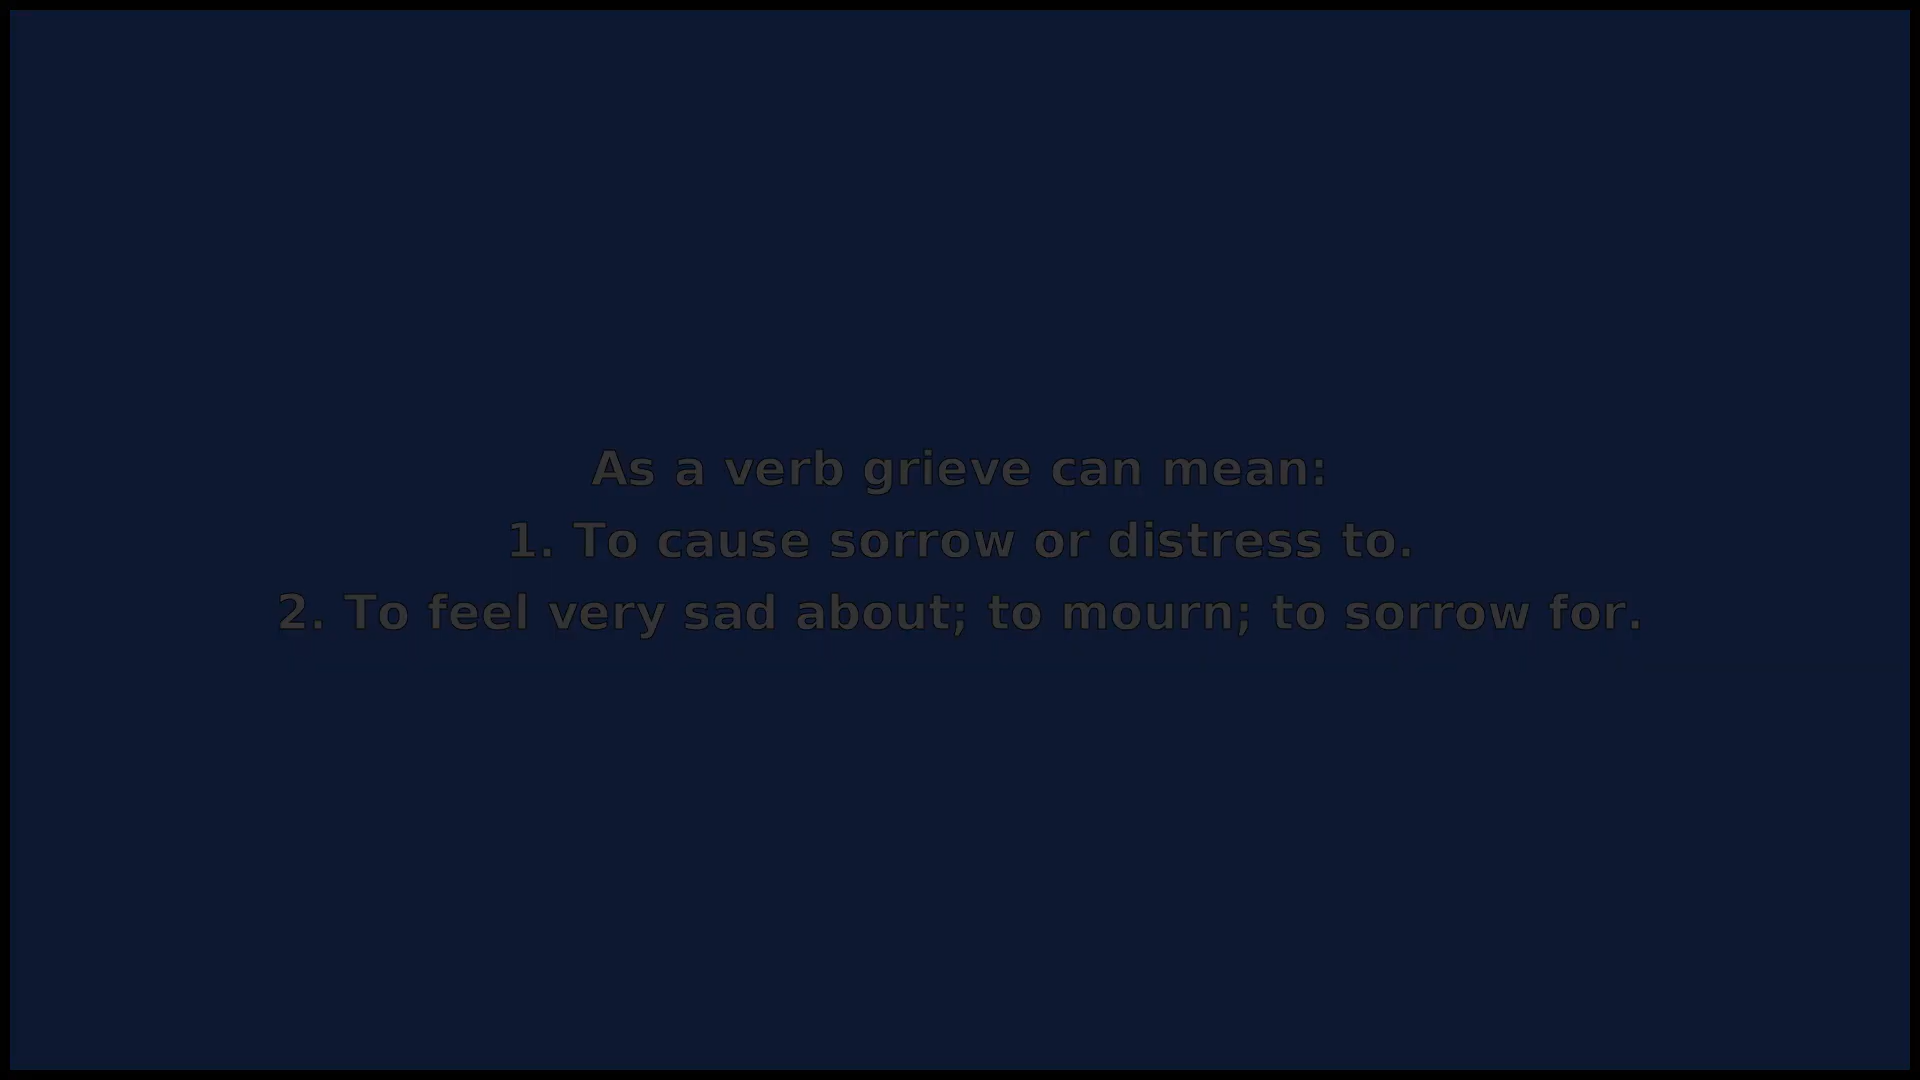 As a verb grieve can mean:
1. To cause sorrow or distress to.
2. To feel very sad about; to mourn; to sorrow for.